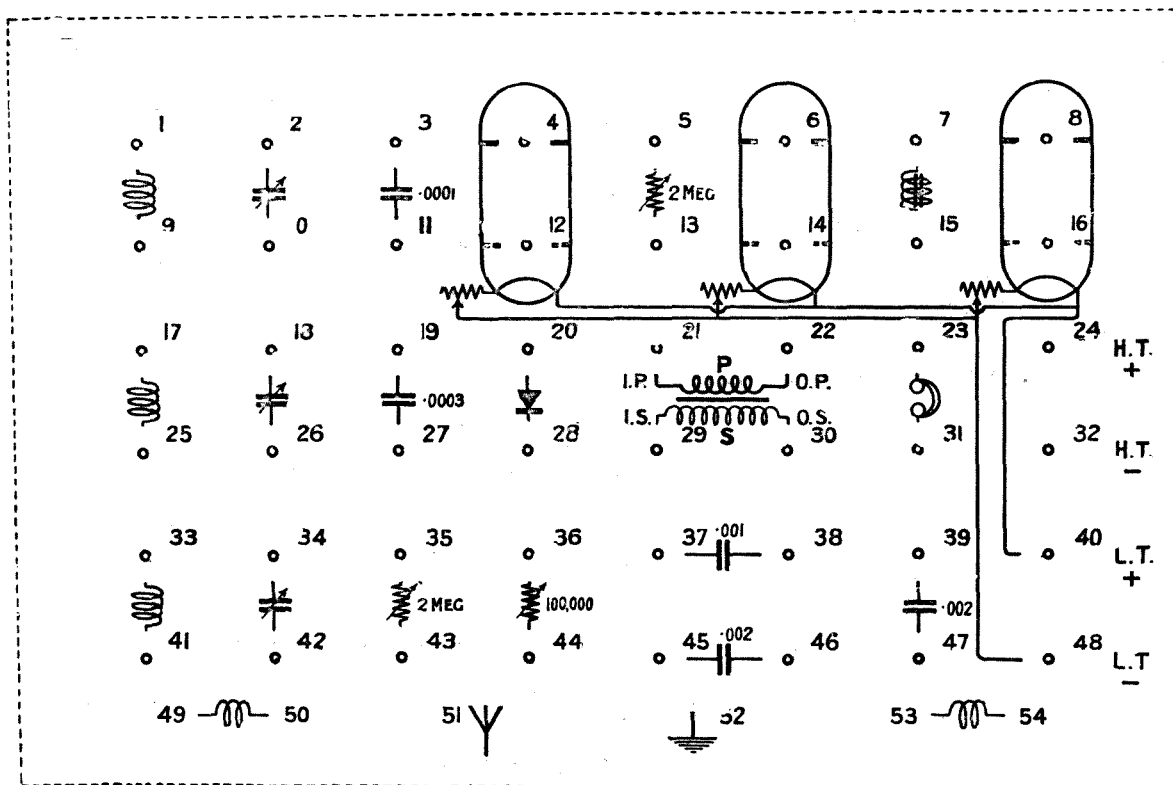 1 2 3 4 5 6 7 8
.0001 2 MEG
9 0 11 12 13 14 15 16
17 13 19 20 21 22 23 24 H.T. +
P
I.P. O.P.
.0003
I.S. O.S.
S
25 26 27 28 29 30 31 32 H.T. –
33 34 35 36 37 .001 38 39 40 L.T. +
2 MEG 100,000 .002
41 42 43 44 45 .002 46 47 48 L.T –
49 50 51 52 53 54